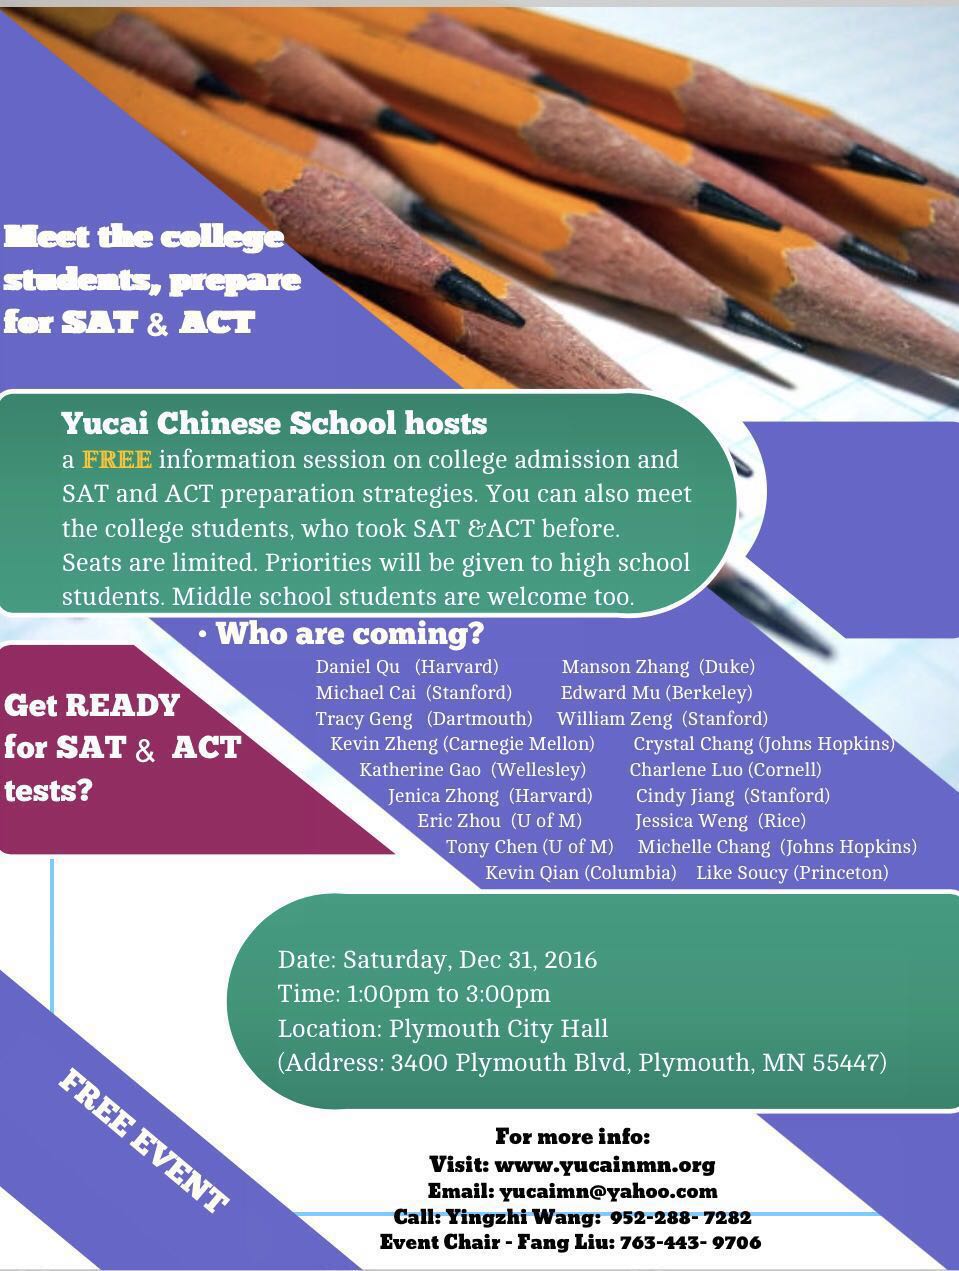 Meet the college
students, prepare
for SAT & ACT
Yucai Chinese School hosts
a FREE information session on college admission and
SAT and ACT preparation strategies. You can also meet
the college students, who took SAT &ACT before.
Seats are limited. Priorities will be given to high school
students. Middle school students are welcome too.
• Who are coming?
Daniel Qu (Harvard) Manson Zhang (Duke)
Michael Cai (Stanford) Edward Mu (Berkeley)
Tracy Geng (Dartmouth) William Zeng (Stanford)
Kevin Zheng (Carnegie Mellon) Crystal Chang (Johns Hopkins)
Katherine Gao (Wellesley) Charlene Luo (Cornell)
Jenica Zhong (Harvard) Cindy Jiang (Stanford)
Eric Zhou (U of M) Jessica Weng (Rice)
Tony Chen (U of M) Michelle Chang (Johns Hopkins)
Kevin Qian (Columbia) Like Soucy (Princeton)
Get READY
for SAT & ACT
tests?
Date: Saturday, Dec 31, 2016
Time: 1:00pm to 3:00pm
Location: Plymouth City Hall
(Address: 3400 Plymouth Blvd, Plymouth, MN 55447)
FREE EVENT
For more info:
Visit: www.yucainmn.org
Email: yucaimn@yahoo.com
Call: Yingzhi Wang: 952-288- 7282
Event Chair - Fang Liu: 763-443- 9706